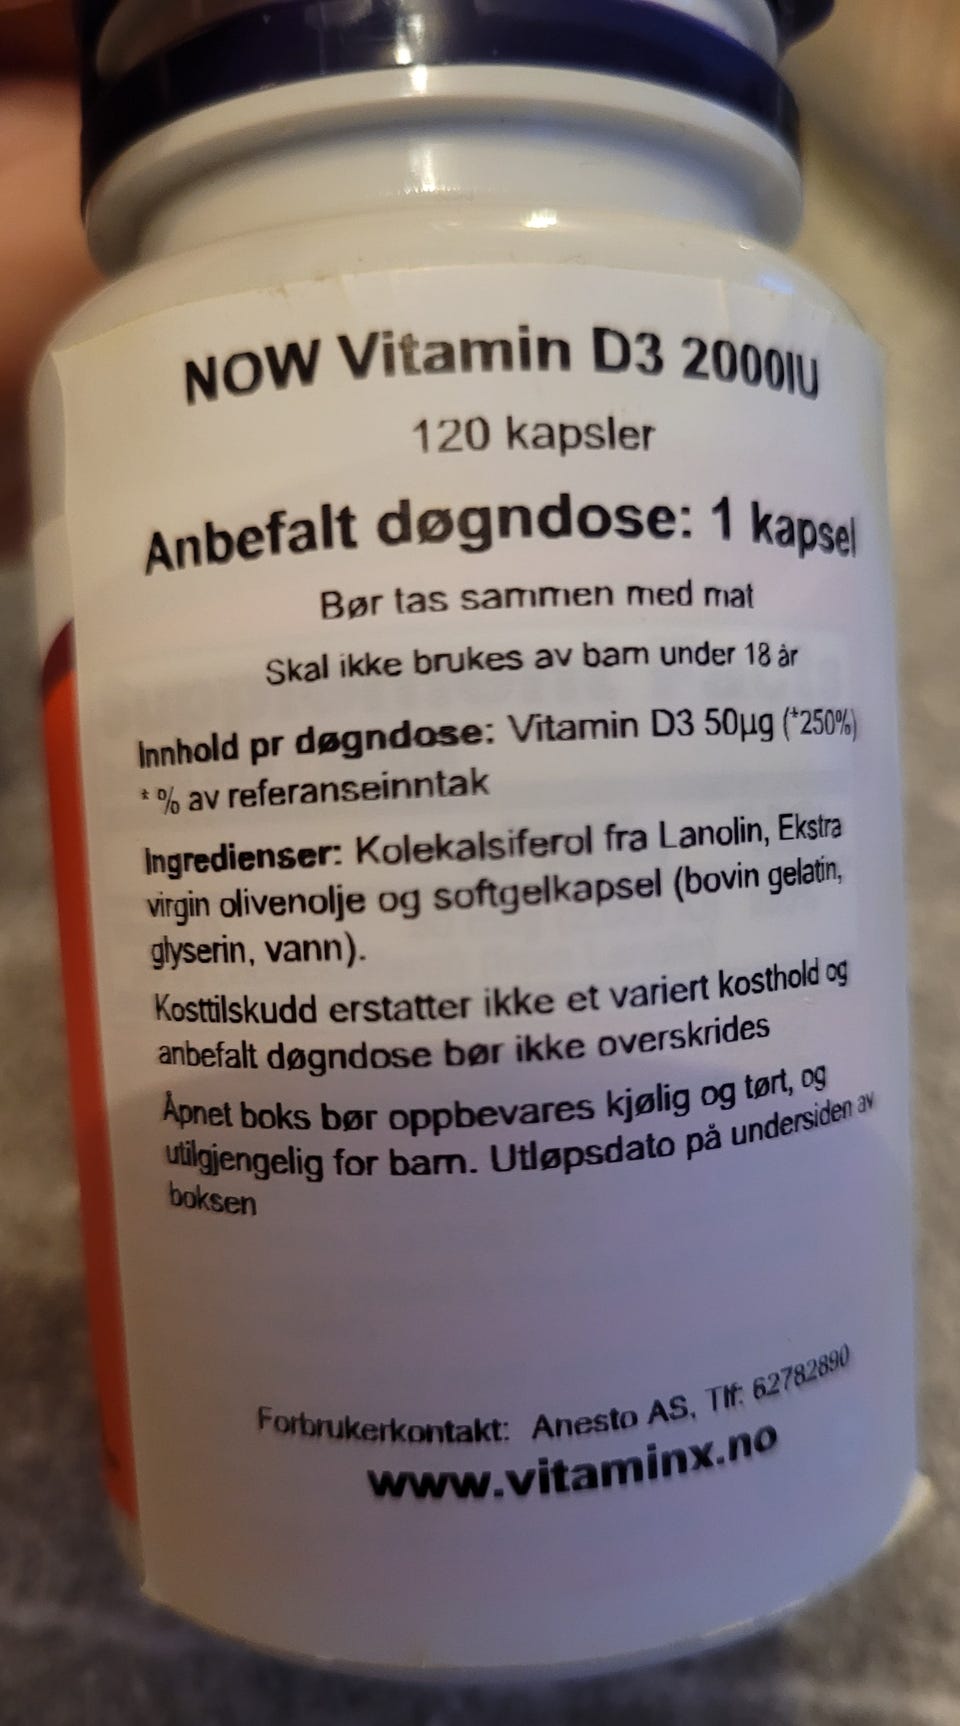 NOW Vitamin D3 2000IU
120 kapsler
Anbefalt døgndose: 1 kapsel
Bør tas sammen med mat
Skal ikke brukes av barn under 18 år
Innhold pr døgndose: Vitamin D3 50µg (*250%)
* % av referanseinntak
Ingredienser: Kolekalsiferol fra Lanolin, Ekstra
virgin olivenolje og softgelkapsel (bovin gelatin,
glyserin, vann).
Kosttilskudd erstatter ikke et variert kosthold og
anbefalt døgndose bør ikke overskrides
Åpnet boks bør oppbevares kjølig og tørt, og
utilgjengelig for barn. Utløpsdato på undersiden av
boksen
Forbrukerkontakt: Anesto AS, Tlf: 62782890
www.vitaminx.no